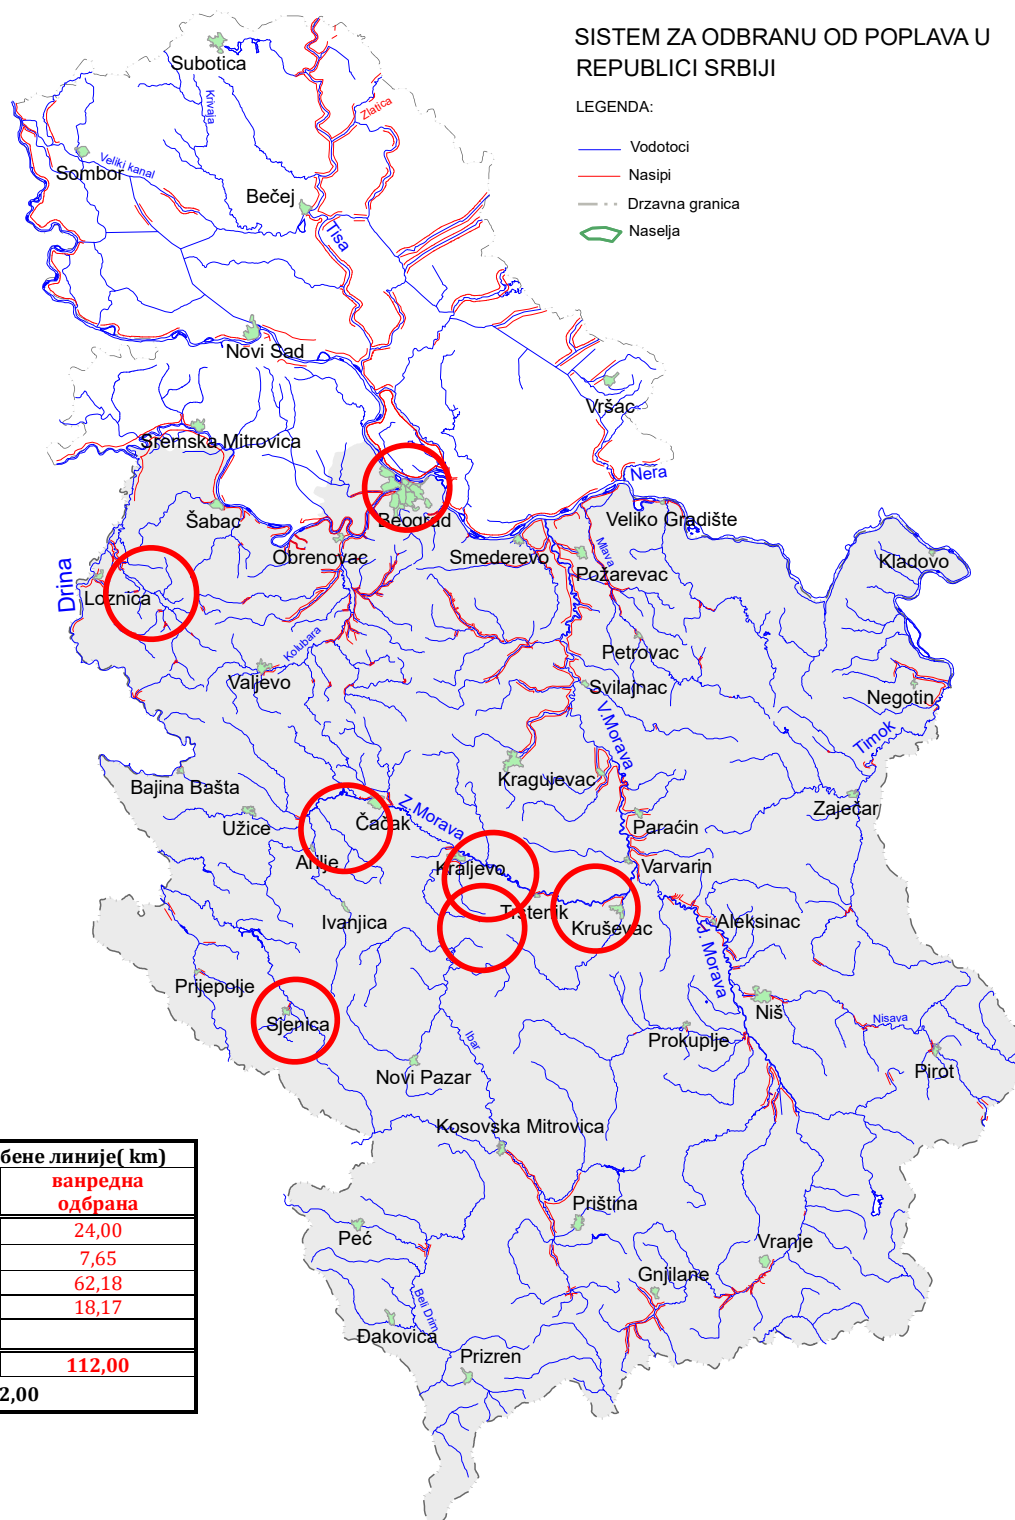 SISTEM ZA ODBRANU OD POPLAVA U
REPUBLICI SRBIJI
LEGENDA:
Vodotoci
Nasipi
Drzavna granica
Naselja
Subotica
Krivaja
Zlatica
Sombor
Veliki kanal
Bečej
Tisa
Novi Sad
Vršac
Sremska Mitrovica
Nera
Šabac
Beograd
Veliko Gradište
Obrenovac
Smederevo
Mlava
Kladovo
Požarevac
Drina
Loznica
Kolubara
Petrovac
Valjevo
Svilajnac
Negotin
V.Morava
Timok
Kragujevac
Bajina Bašta
Zaječar
Užice
Čačak
Z.Morava
Paraćin
Arilje
Kraljevo
Varvarin
Ivanjica
Trstenik
Kruševac
Aleksinac
J. Morava
Prijepolje
Sjenica
Niš
Nisava
Ibar
Prokuplje
Pirot
Novi Pazar
Kosovska Mitrovica
Priština
Peć
Vranje
Gnjilane
Beli Drim
Đakovica
Prizren
бене линије( km)
ванредна
одбрана
24,00
7,65
62,18
18,17
112,00
2,00